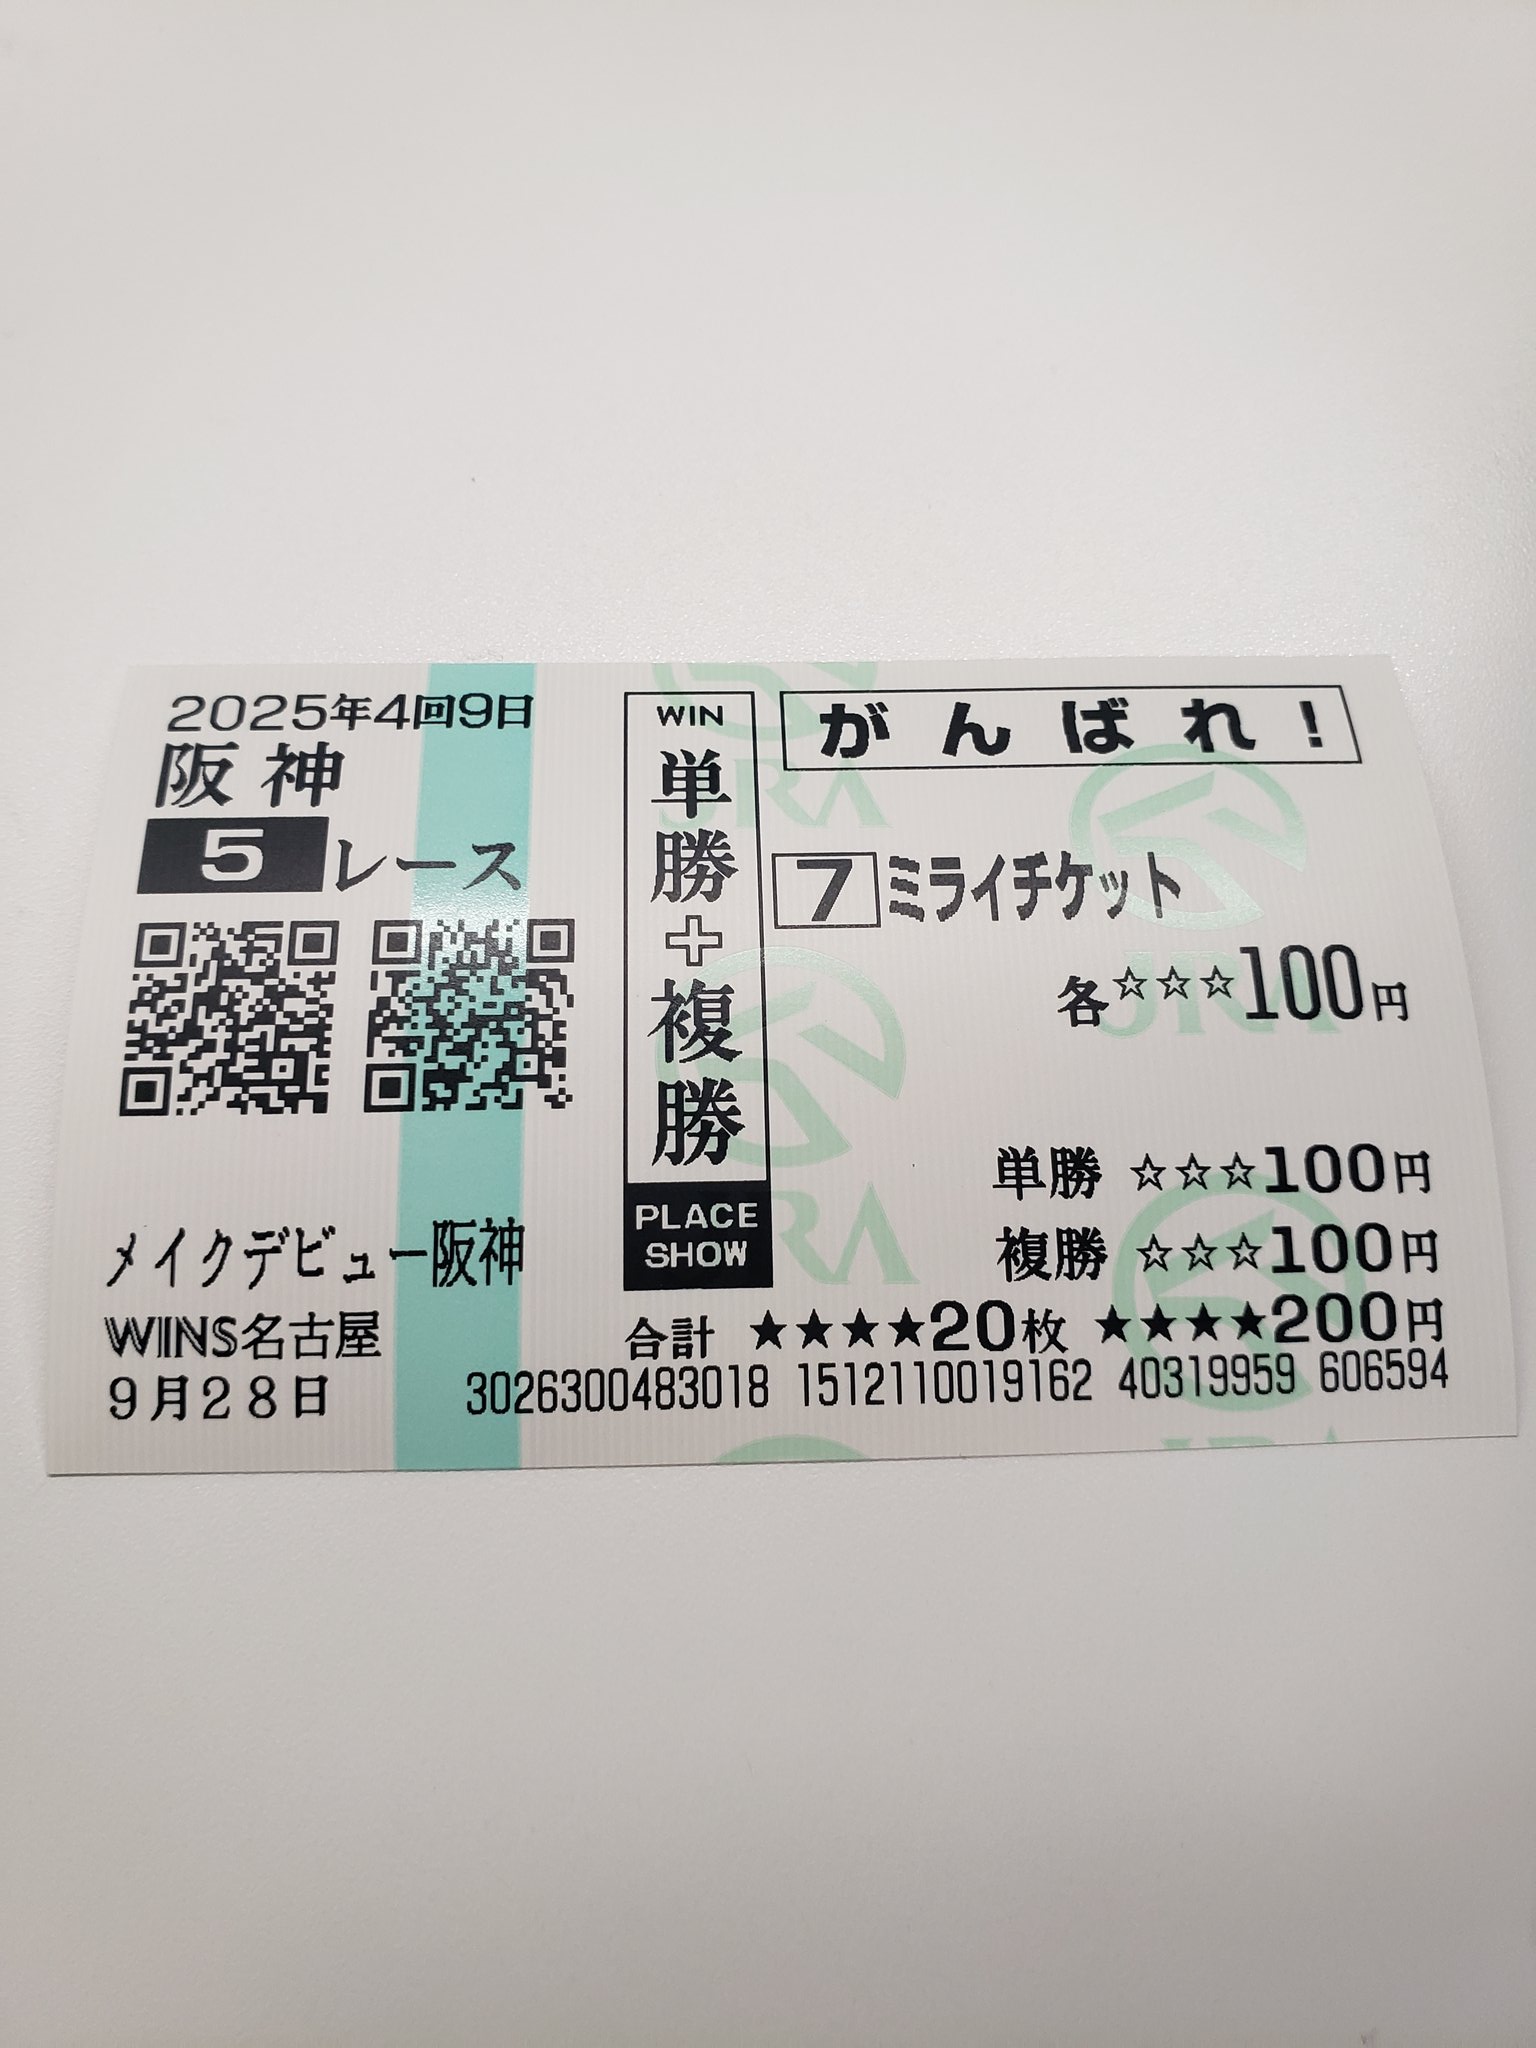 2025年4回9日
阪神
5レース
メイクデビュー阪神
WINS名古屋
9月28日
WIN
単勝+複勝
PLACE
SHOW
がんばれ!
7 ミライチケット
各☆☆☆100円
単勝 ☆☆☆100円
複勝 ☆☆☆100円
合計 ★★★★20枚 ★★★★200円
3026300483018 1512110019162 40319959 606594
JRA
JRA
JRA
JRA